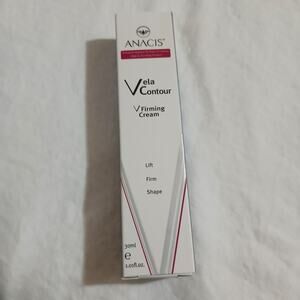 ANACIS®
Vela
Contour
V Firming
Cream
Lift
Firm
Shape
30ml
e
1.01fl.oz.